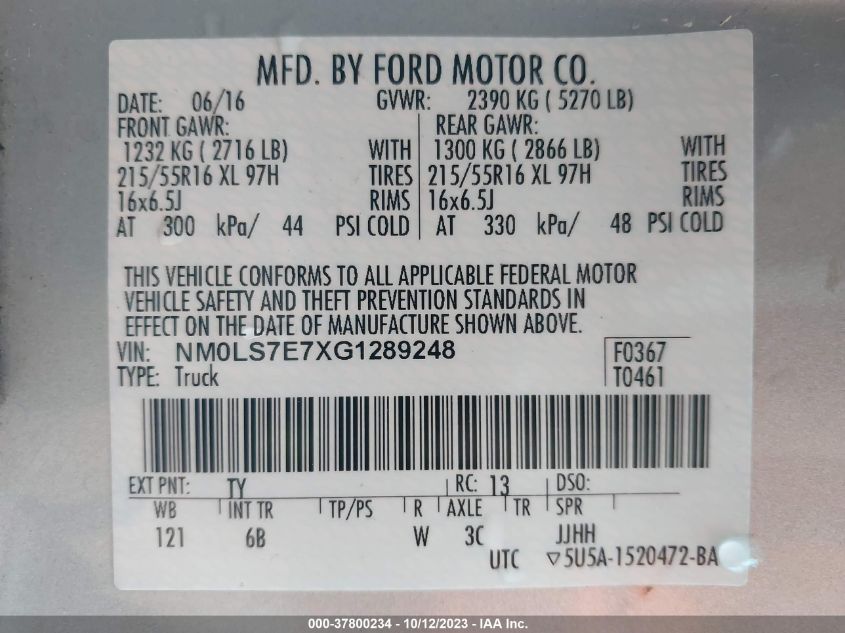 MFD. BY FORD MOTOR CO.
DATE: 06/16 GVWR: 2390 KG ( 5270 LB)
FRONT GAWR: REAR GAWR:
1232 KG ( 2716 LB) WITH 1300 KG ( 2866 LB) WITH
215/55R16 XL 97H TIRES 215/55R16 XL 97H TIRES
16x6.5J RIMS 16x6.5J RIMS
AT 300 kPa/ 44 PSI COLD AT 330 kPa/ 48 PSI COLD
THIS VEHICLE CONFORMS TO ALL APPLICABLE FEDERAL MOTOR
VEHICLE SAFETY AND THEFT PREVENTION STANDARDS IN
EFFECT ON THE DATE OF MANUFACTURE SHOWN ABOVE.
VIN: NM0LS7E7XG1289248 F0367
TYPE: Truck T0461
EXT PNT: TY RC: 13 DSO:
WB INT TR TP/PS R AXLE TR SPR
121 6B W 3C JJHH
UTC ▽5U5A-1520472-BA
000-37800234 - 10/12/2023 - IAA Inc.